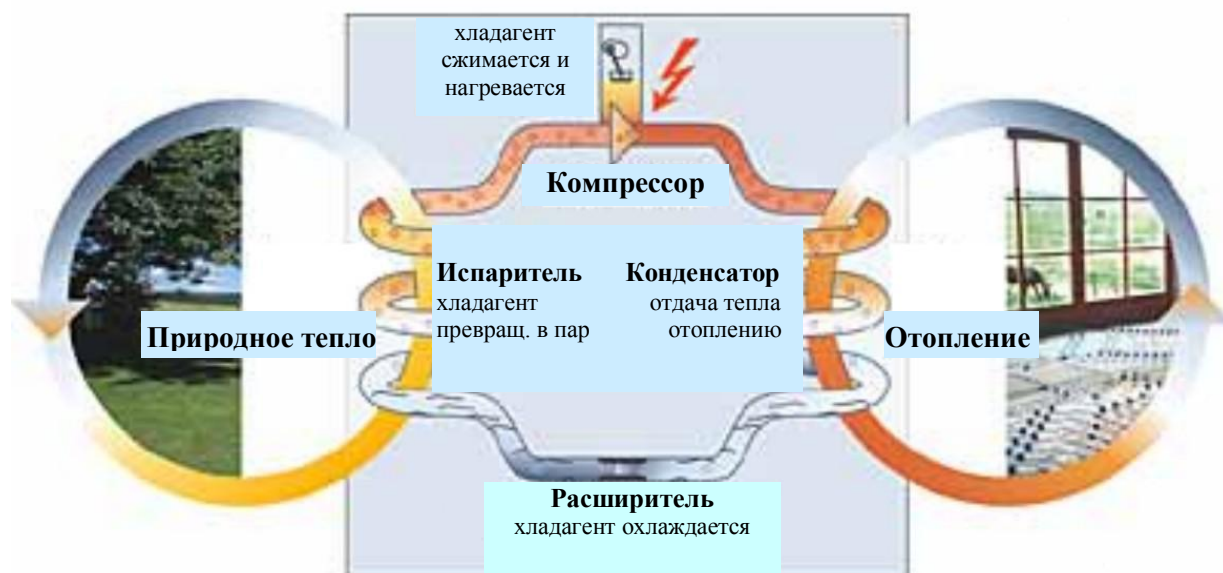 хладагент
сжимается и
нагревается
Компрессор
Испаритель
хладагент
превращ. в пар
Конденсатор
отдача тепла
отоплению
Природное тепло
Отопление
Расширитель
хладагент охлаждается